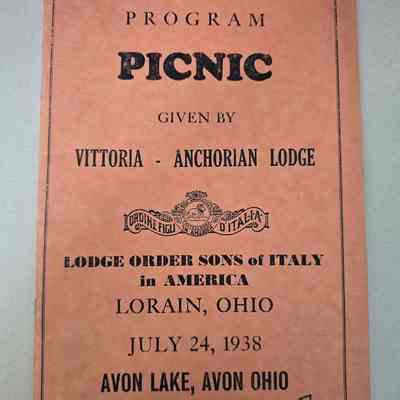 PROGRAM
PICNIC
GIVEN BY
VITTORIA - ANCHORIAN LODGE
ORDINE FIGLI D'ITALIA
LODGE ORDER SONS of ITALY
in AMERICA
LORAIN, OHIO
JULY 24, 1938
AVON LAKE, AVON OHIO